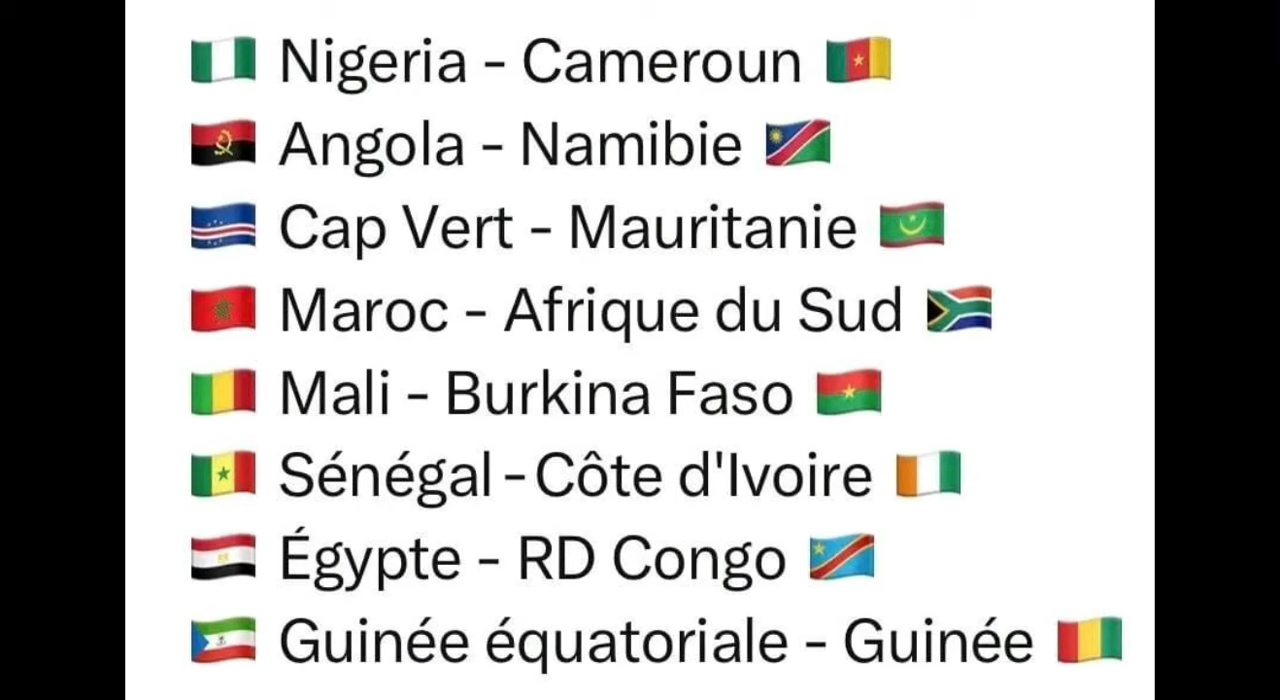 🇳🇬 Nigeria - Cameroun 🇨🇲
🇦🇴 Angola - Namibie 🇳🇦
🇨🇻 Cap Vert - Mauritanie 🇲🇷
🇲🇦 Maroc - Afrique du Sud 🇿🇦
🇲🇱 Mali - Burkina Faso 🇧🇫
🇸🇳 Sénégal - Côte d'Ivoire 🇨🇮
🇪🇬 Égypte - RD Congo 🇨🇩
🇬🇶 Guinée équatoriale - Guinée 🇬🇳